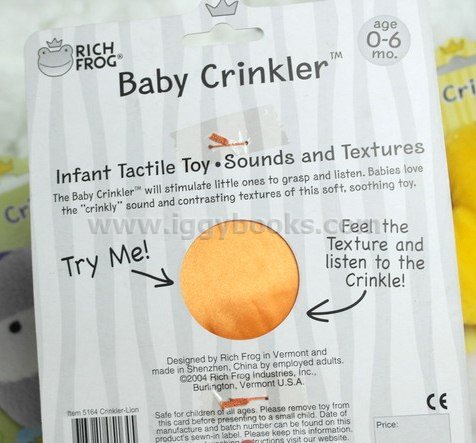 RICH
FROG®
Baby Crinkler™
age
0-6
mo.
Infant Tactile Toy • Sounds and Textures
The Baby Crinkler™ will stimulate little ones to grasp and listen. Babies love
the "crinkly" sound and contrasting textures of this soft, soothing toy.
www.iggybooks.com
Try Me!
Feel the
Texture and
listen to the
Crinkle!
Designed by Rich Frog in Vermont and
made in Shenzhen, China by employed adults.
©2004 Rich Frog Industries, Inc.,
Burlington, Vermont U.S.A.
Item 5164 Crinkler-Lion
Safe for children of all ages. Please remove toy from
this card before presenting to a small child. Date of
manufacture and batch number can be found on this
product's sewn-in label. Please keep this information.
CE
Price: